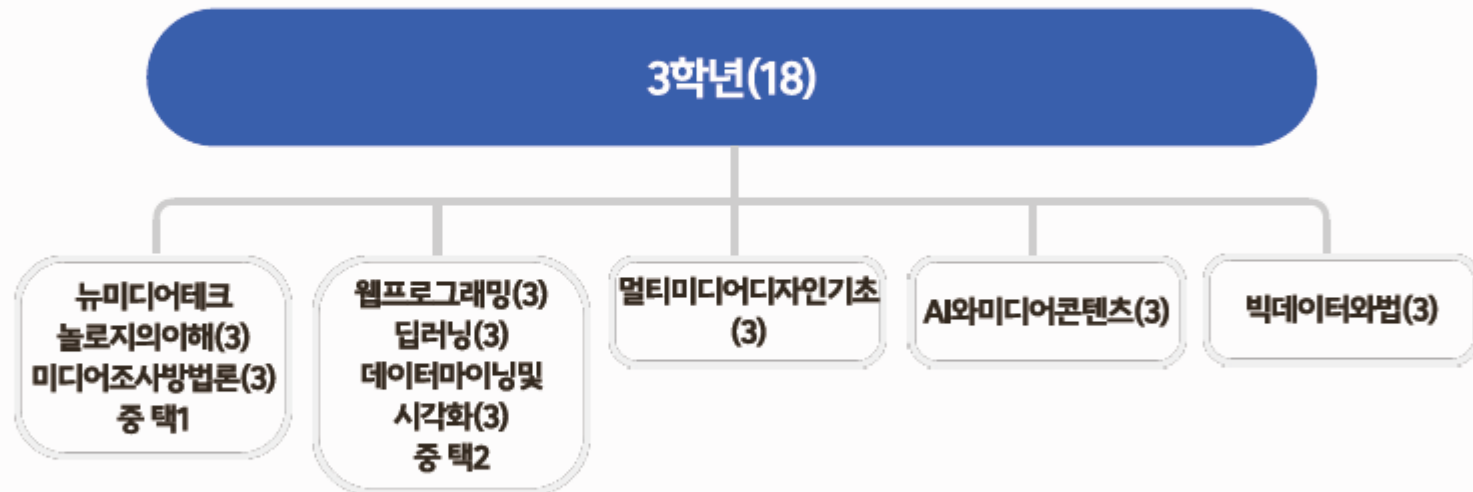 3학년(18)
뉴미디어테크
놀로지의이해(3)
미디어조사방법론(3)
중 택1
웹프로그래밍(3)
딥러닝(3)
데이터마이닝및
시각화(3)
중 택2
멀티미디어디자인기초
(3)
AI와미디어콘텐츠(3)
빅데이터와법(3)